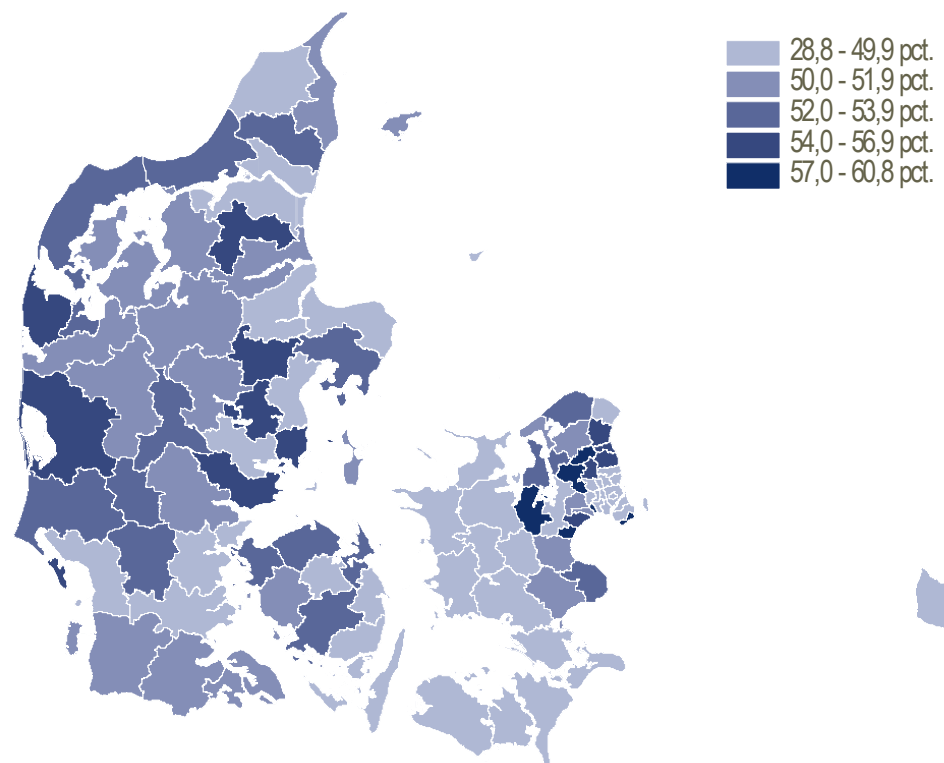 28,8 - 49,9 pct.
50,0 - 51,9 pct.
52,0 - 53,9 pct.
54,0 - 56,9 pct.
57,0 - 60,8 pct.